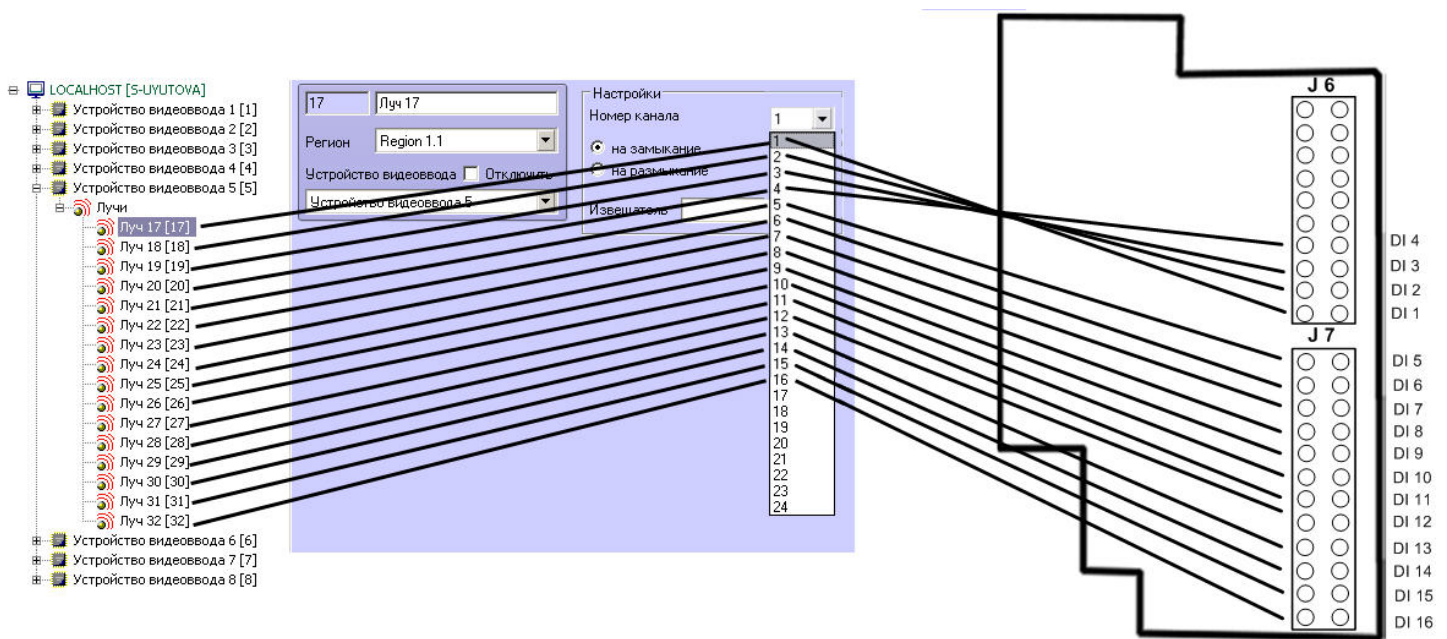 LOCALHOST [S-UYUTOVA]
Устройство видеоввода 1 [1]
Устройство видеоввода 2 [2]
Устройство видеоввода 3 [3]
Устройство видеоввода 4 [4]
Устройство видеоввода 5 [5]
Лучи
Луч 17 [17]
Луч 18 [18]
Луч 19 [19]
Луч 20 [20]
Луч 21 [21]
Луч 22 [22]
Луч 23 [23]
Луч 24 [24]
Луч 25 [25]
Луч 26 [26]
Луч 27 [27]
Луч 28 [28]
Луч 29 [29]
Луч 30 [30]
Луч 31 [31]
Луч 32 [32]
Устройство видеоввода 6 [6]
Устройство видеоввода 7 [7]
Устройство видеоввода 8 [8]
17
Луч 17
Регион
Region 1.1
Устройство видеоввода
Отключить
Устройство видеоввода 5
Настройки
Номер канала
1
на замыкание
на размыкание
Извещатель
1
2
3
4
5
6
7
8
9
10
11
12
13
14
15
16
17
18
19
20
21
22
23
24
J 6
DI 4
DI 3
DI 2
DI 1
J 7
DI 5
DI 6
DI 7
DI 8
DI 9
DI 10
DI 11
DI 12
DI 13
DI 14
DI 15
DI 16